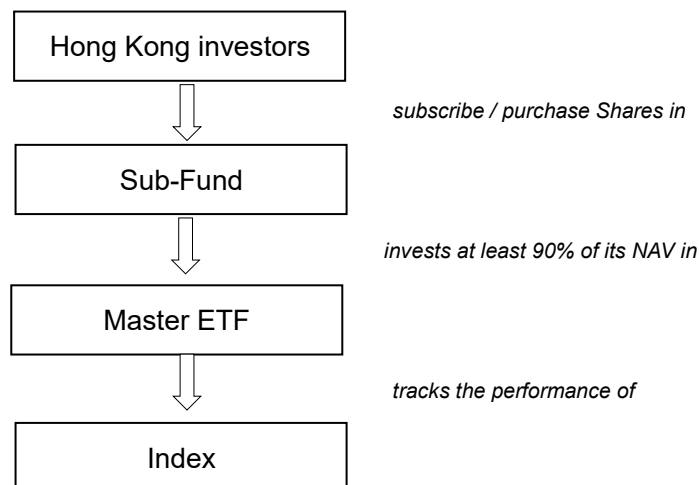 Hong Kong investors
subscribe / purchase Shares in
Sub-Fund
invests at least 90% of its NAV in
Master ETF
tracks the performance of
Index